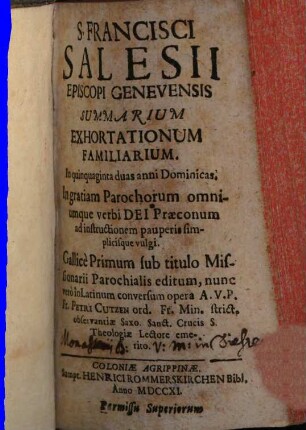 S. FRANCISCI
SALESII
EPISCOPI GENEVENSIS
SUMMARIUM
EXHORTATIONUM
FAMILIARIUM.
In quinquaginta duas anni Dominicas,
In gratiam Parochorum omni-
umque verbi DEI Præconum
ad instructionem pauperis sim-
plicisque vulgi.
Gallicè Primum sub titulo Mis-
sionarii Parochialis editum, nunc
verò in Latinum conversum opera A. V. P.
Fr. PETRI CUTZEN ord. Fr. Min. strict.
observantiæ Saxo. Sanct. Crucis S.
Theologiæ Lectore eme-
rito. V: M: in
COLONIÆ AGRIPPINÆ,
Sumpt. HENRICI ROMMERSKIRCHEN Bibl.
Anno MDCCXI.
Permissu Superiorum